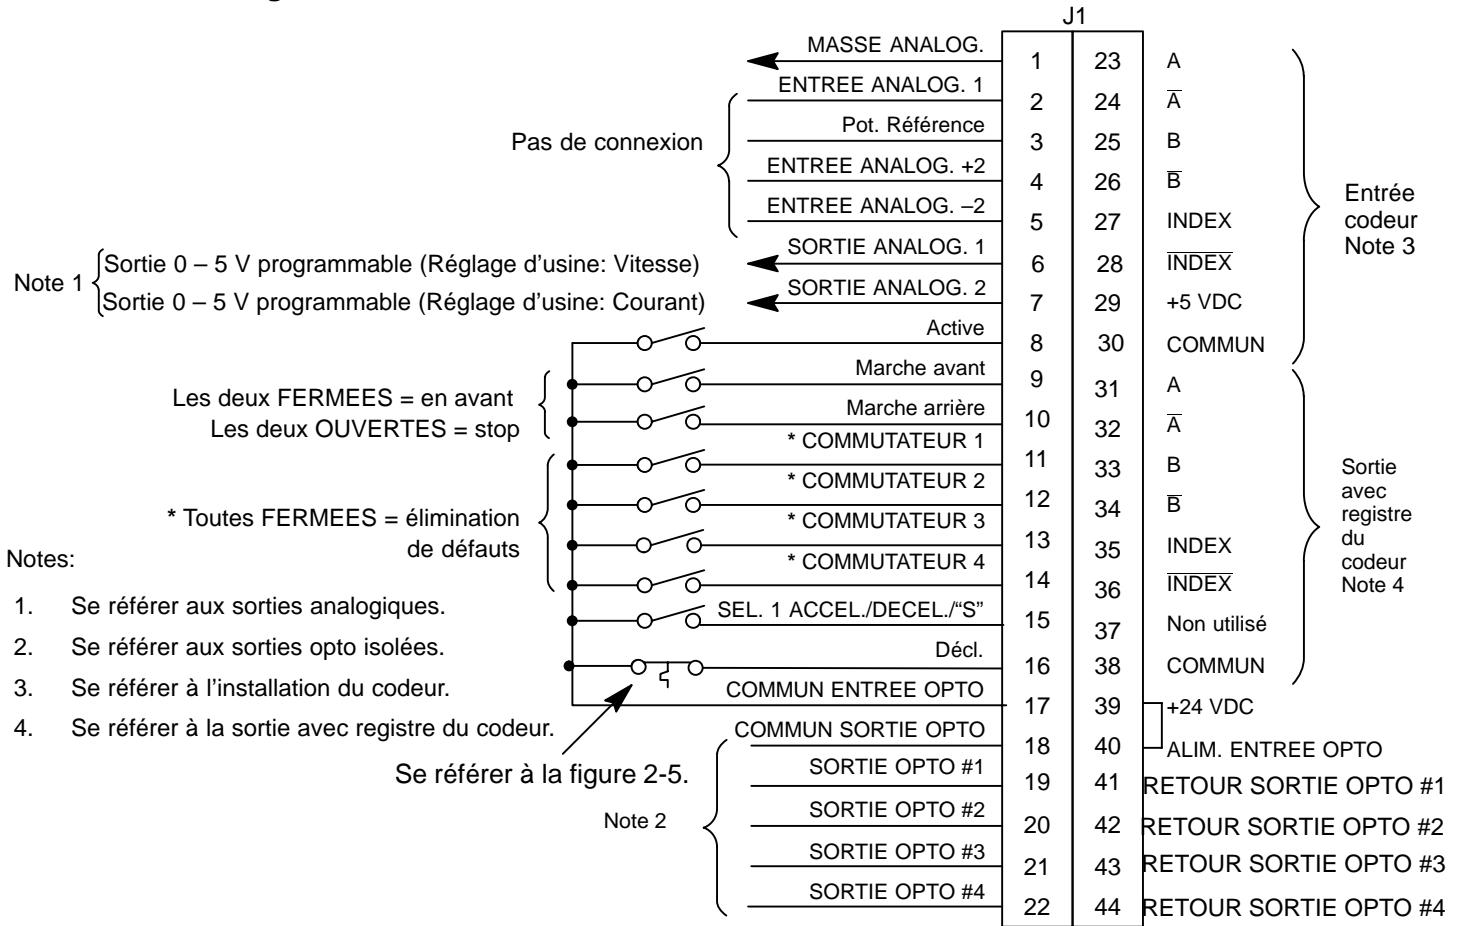 J1
MASSE ANALOG. 1 23 A
ENTREE ANALOG. 1 2 24 A̅
Pot. Référence 3 25 B
ENTREE ANALOG. +2 4 26 B̅
ENTREE ANALOG. –2 5 27 INDEX
SORTIE ANALOG. 1 6 28 I̅N̅D̅E̅X̅
SORTIE ANALOG. 2 7 29 +5 VDC
Active 8 30 COMMUN
Marche avant 9 31 A
Marche arrière 10 32 A̅
* COMMUTATEUR 1 11 33 B
* COMMUTATEUR 2 12 34 B̅
* COMMUTATEUR 3 13 35 INDEX
* COMMUTATEUR 4 14 36 I̅N̅D̅E̅X̅
SEL. 1 ACCEL./DECEL./“S” 15 37 Non utilisé
Décl. 16 38 COMMUN
COMMUN ENTREE OPTO 17 39 +24 VDC
COMMUN SORTIE OPTO 18 40 ALIM. ENTREE OPTO
SORTIE OPTO #1 19 41 RETOUR SORTIE OPTO #1
SORTIE OPTO #2 20 42 RETOUR SORTIE OPTO #2
SORTIE OPTO #3 21 43 RETOUR SORTIE OPTO #3
SORTIE OPTO #4 22 44 RETOUR SORTIE OPTO #4
Pas de connexion
Note 1
Sortie 0 – 5 V programmable (Réglage d’usine: Vitesse)
Sortie 0 – 5 V programmable (Réglage d’usine: Courant)
Les deux FERMEES = en avant
Les deux OUVERTES = stop
* Toutes FERMEES = élimination
de défauts
Notes:
1. Se référer aux sorties analogiques.
2. Se référer aux sorties opto isolées.
3. Se référer à l’installation du codeur.
4. Se référer à la sortie avec registre du codeur.
Se référer à la figure 2-5.
Note 2
Entrée
codeur
Note 3
Sortie
avec
registre
du
codeur
Note 4